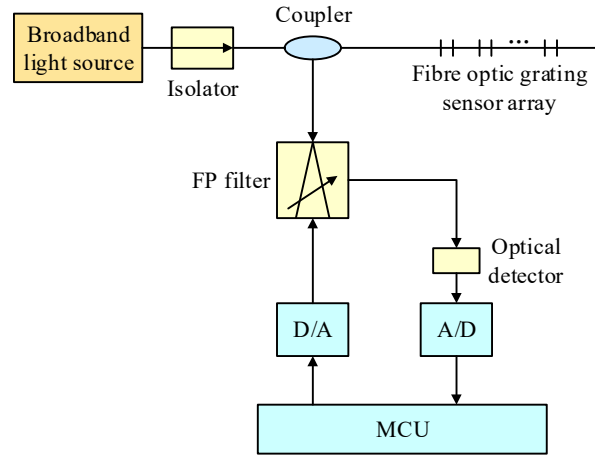 Coupler
Broadband
light source
Isolator
...
Fibre optic grating
sensor array
FP filter
Optical
detector
D/A
A/D
MCU